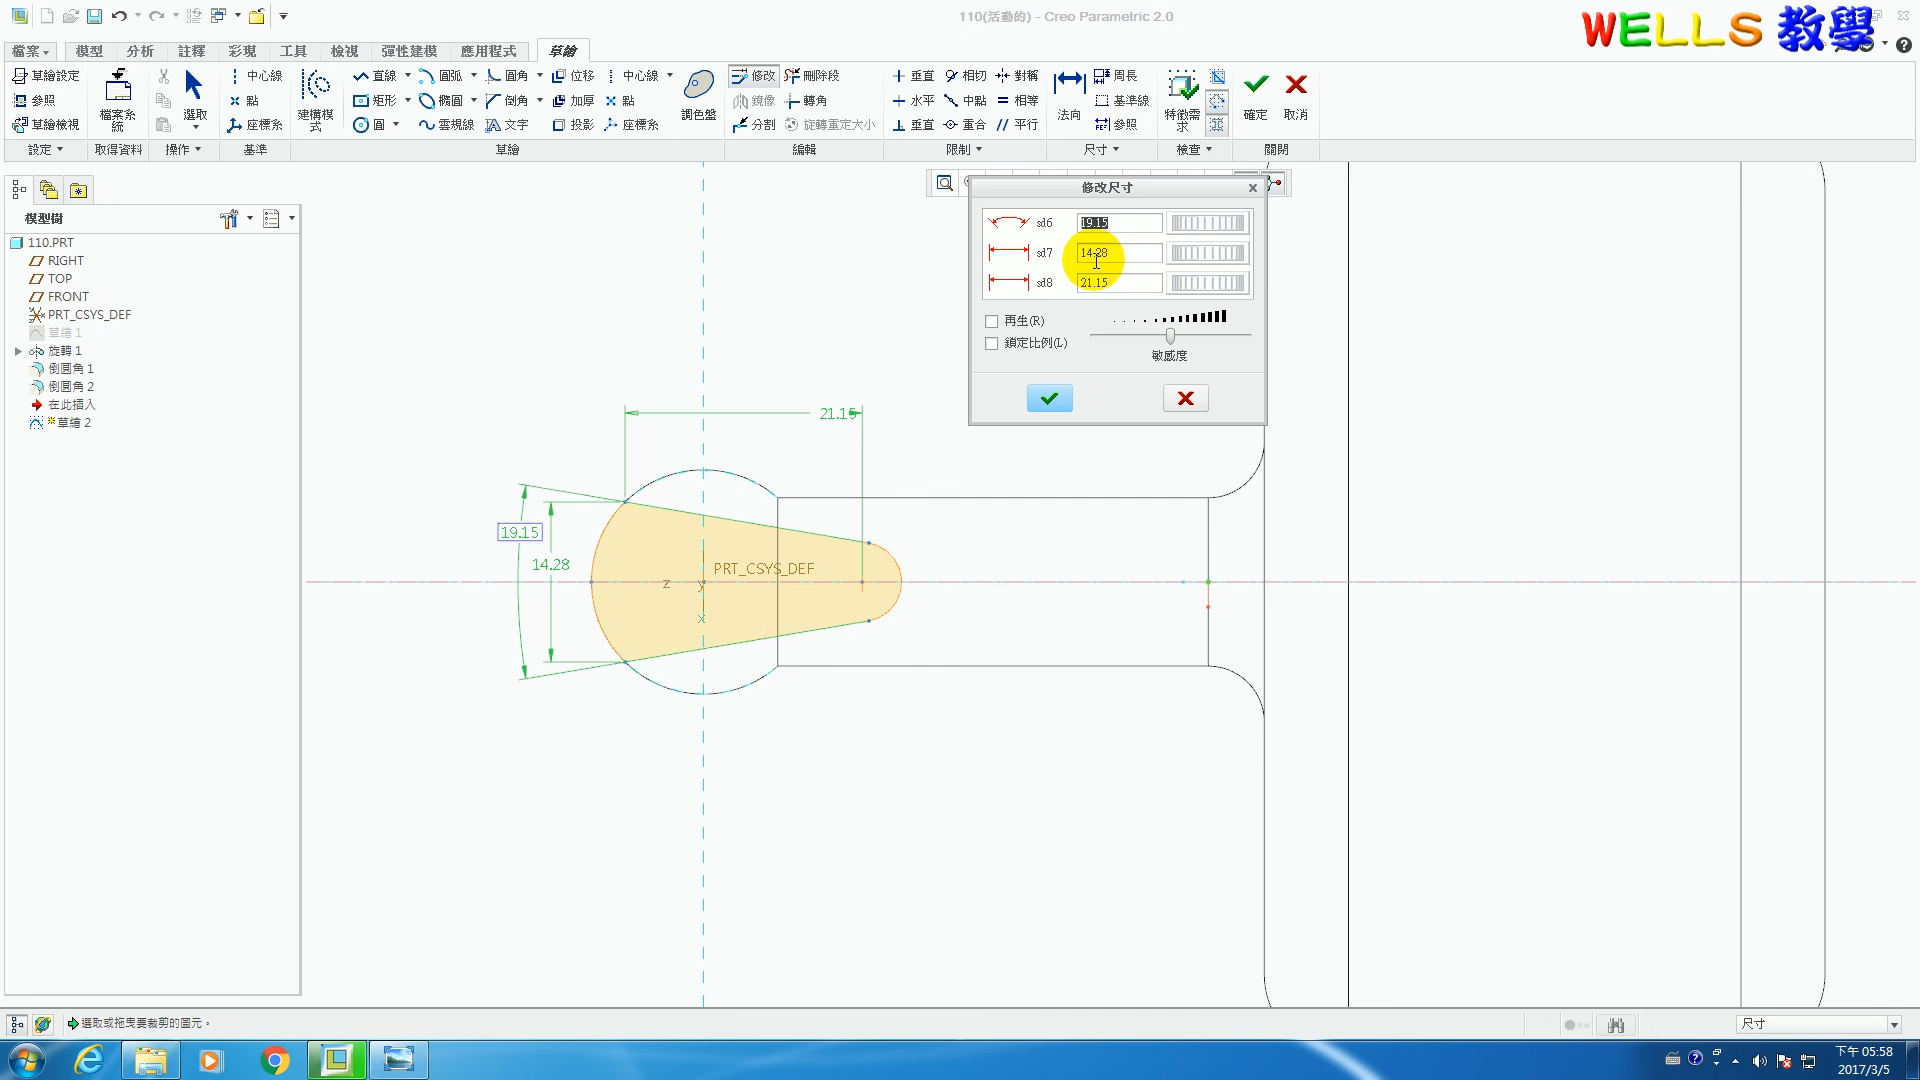 110(活動的) - Creo Parametric 2.0
WELLS 教學
檔案 模型 分析 註釋 彩現 工具 檢視 彈性建模 應用程式 草繪
草繪設定 中心線 直線 圓弧 圓角 位移 中心線 修改 刪除段 垂直 相切 對稱 周長
參照 點 矩形 橢圓 倒角 加厚 點 鏡像 轉角 水平 中點 相等 基準線
草繪檢視 檔案系統 選取 座標系 建構模式 圓 雲規線 文字 投影 座標系 調色盤 分割 旋轉重定大小 垂直 重合 平行 法向 參照 特徵需求 確定 取消
設定 取得資料 操作 基準 草繪 編輯 限制 尺寸 檢查 關閉
模型樹
110.PRT
RIGHT
TOP
FRONT
PRT_CSYS_DEF
草繪 1
旋轉 1
倒圓角 1
倒圓角 2
在此插入
草繪 2
修改尺寸
sd6 19.15
sd7 14.28
sd8 21.15
再生(R)
鎖定比例(L)
敏感度
21.15
19.15
14.28
PRT_CSYS_DEF
z
y
x
選取或拖曳要裁剪的圖元。
尺寸
下午 05:58
2017/3/5